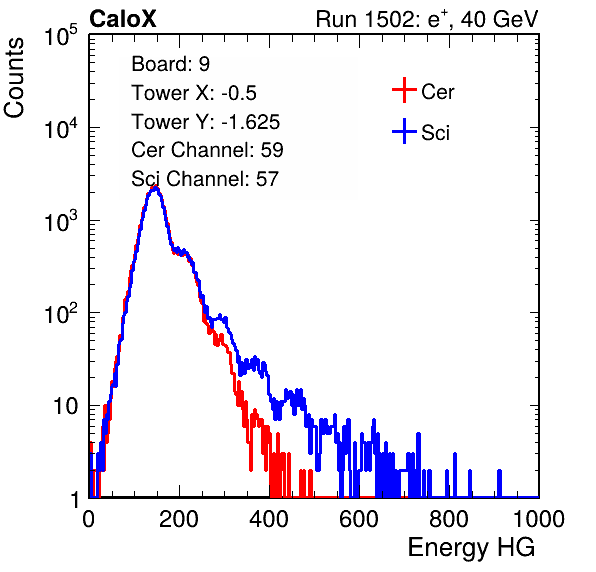 CaloX Run 1502: e⁺, 40 GeV
Counts
Board: 9
Tower X: -0.5
Tower Y: -1.625
Cer Channel: 59
Sci Channel: 57
Cer
Sci
10⁵
10⁴
10³
10²
10
1
0 200 400 600 800 1000
Energy HG